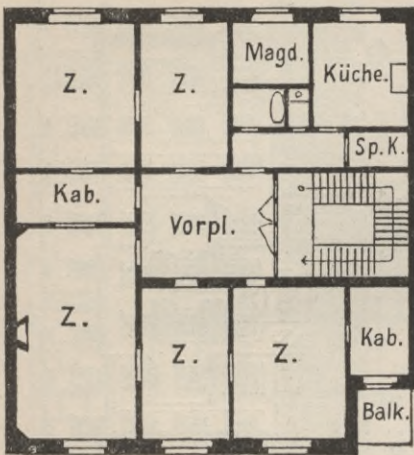 Z.
Z.
Magd.
Küche.
Sp.K.
Kab.
Vorpl.
Z.
Z.
Z.
Kab.
Balk.